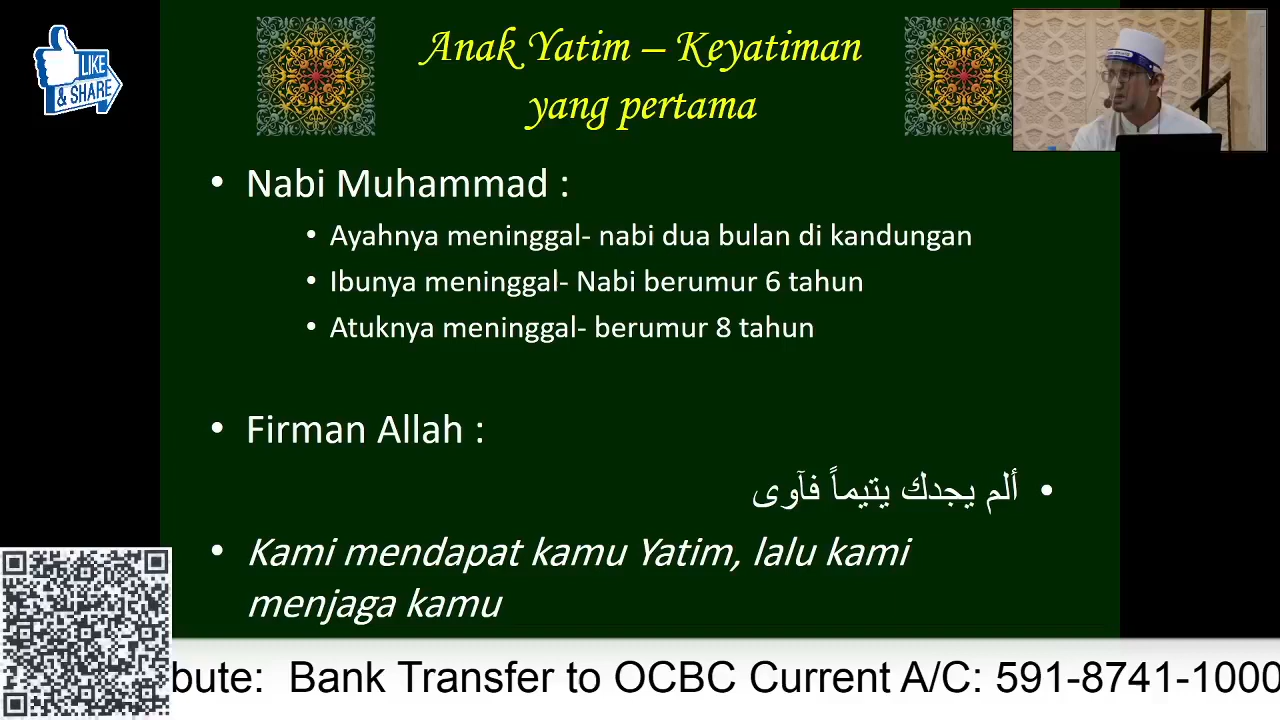 LIKE
& SHARE
Anak Yatim – Keyatiman
yang pertama
• Nabi Muhammad :
• Ayahnya meninggal- nabi dua bulan di kandungan
• Ibunya meninggal- Nabi berumur 6 tahun
• Atuknya meninggal- berumur 8 tahun
• Firman Allah :
• ألم يجدك يتيماً فآوى
• Kami mendapat kamu Yatim, lalu kami
menjaga kamu
bute: Bank Transfer to OCBC Current A/C: 591-8741-1000